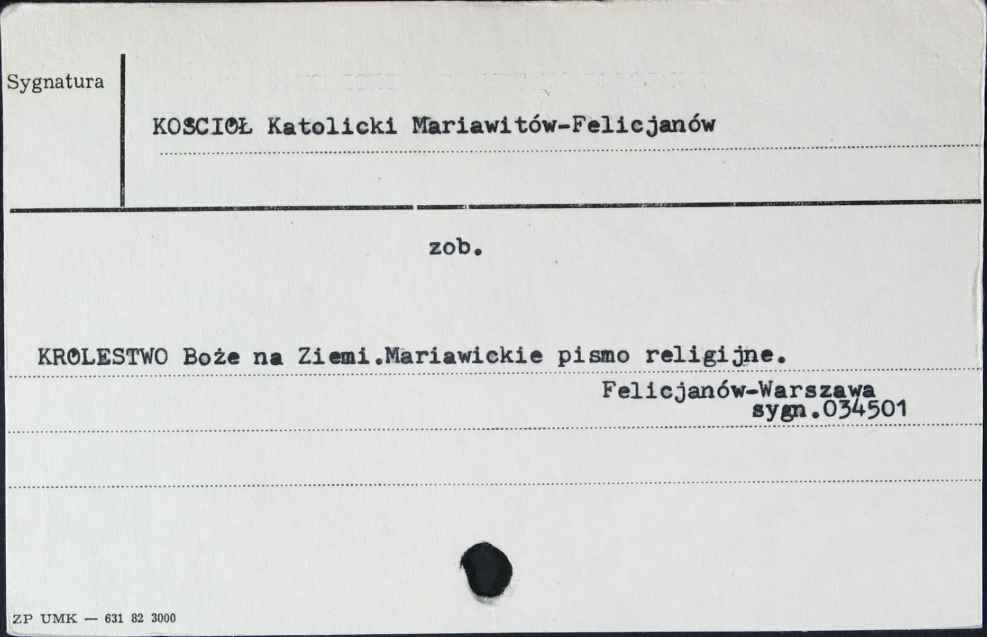 Sygnatura
KOSCIOŁ Katolicki Mariawitów-Felicjanów
zob.
KROLESTWO Boże na Ziemi.Mariawickie pismo religijne.
Felicjanów-Warszawa
sygn.034501
ZP UMK — 631 82 3000